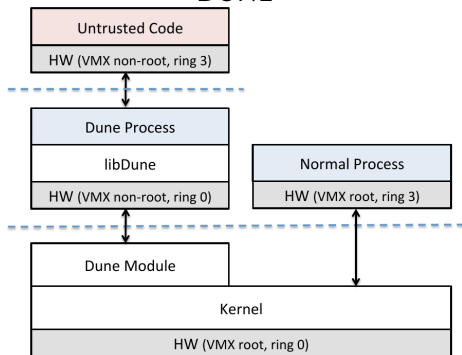 DUNE
Untrusted Code
HW (VMX non-root, ring 3)
Dune Process
libDune
HW (VMX non-root, ring 0)
Normal Process
HW (VMX root, ring 3)
Dune Module
Kernel
HW (VMX root, ring 0)